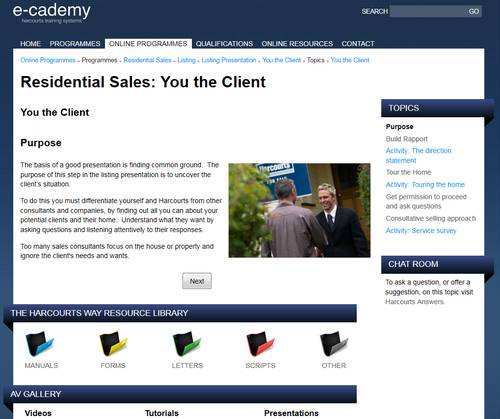 e-cademy
harcourts training systems
SEARCH GO
HOME PROGRAMMES ONLINE PROGRAMMES QUALIFICATIONS ONLINE RESOURCES CONTACT
Online Programmes Programmes Residential Sales Listing Listing Presentation You the Client Topics You the Client
Residential Sales: You the Client
You the Client
Purpose
The basis of a good presentation is finding common ground. The
purpose of this step in the listing presentation is to uncover the
client's situation.
To do this you must differentiate yourself and Harcourts from other
consultants and companies, by finding out all you can about your
potential clients and their home. Understand what they want by
asking questions and listening attentively to their responses.
Too many sales consultants focus on the house or property and
ignore the client's needs and wants.
Harcourts
Next
TOPICS
Purpose
Build Rapport
Activity: The direction
statement
Tour the Home
Activity: Touring the home
Get permission to proceed
and ask questions
Consultative selling approach
Activity: Service survey
CHAT ROOM
To ask a question, or offer a
suggestion, on this topic visit
Harcourts Answers.
THE HARCOURTS WAY RESOURCE LIBRARY
MANUALS FORMS LETTERS SCRIPTS OTHER
AV GALLERY
Videos Tutorials Presentations